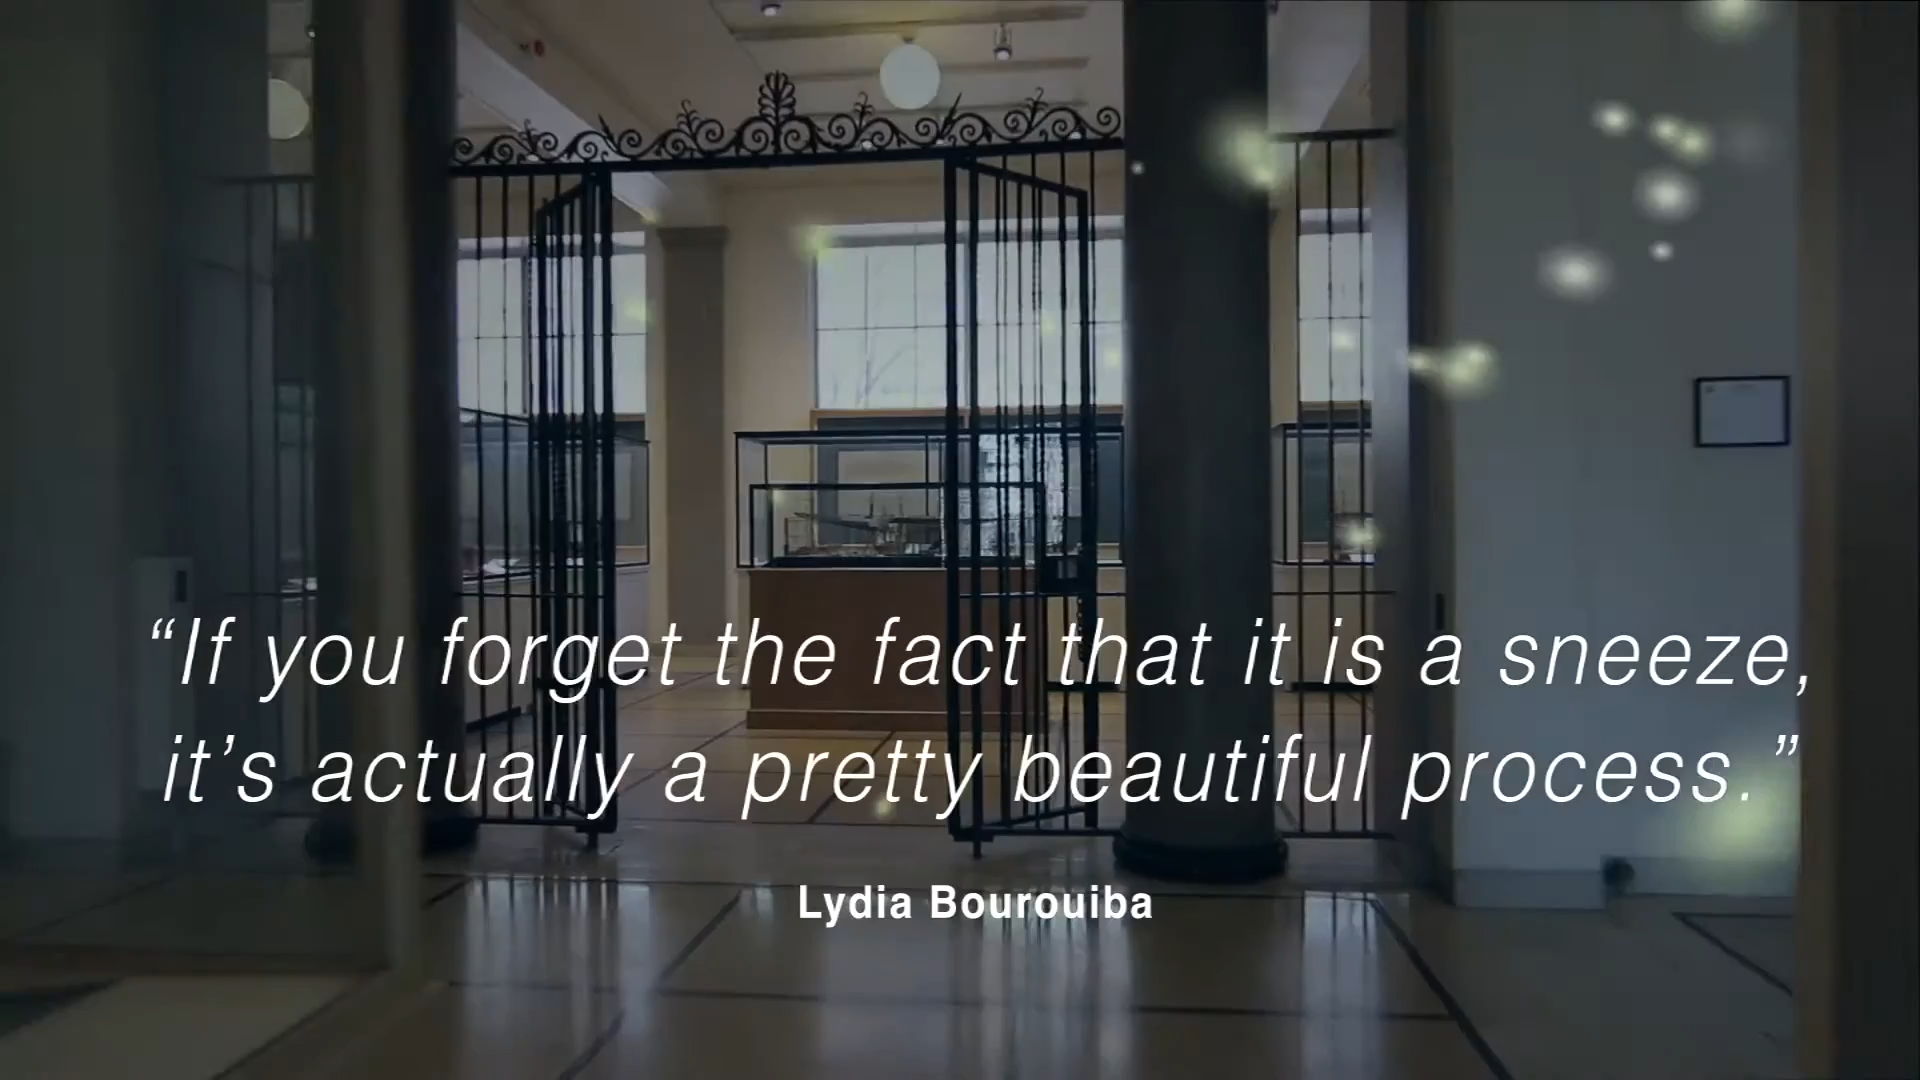 “If you forget the fact that it is a sneeze,
it’s actually a pretty beautiful process.”
Lydia Bourouiba